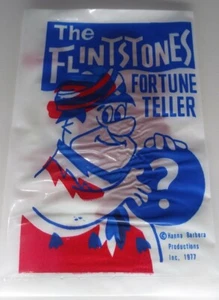 The
FLINTSTONES
FORTUNE
TELLER
?
© Hanna Barbera
Productions
Inc. 1977